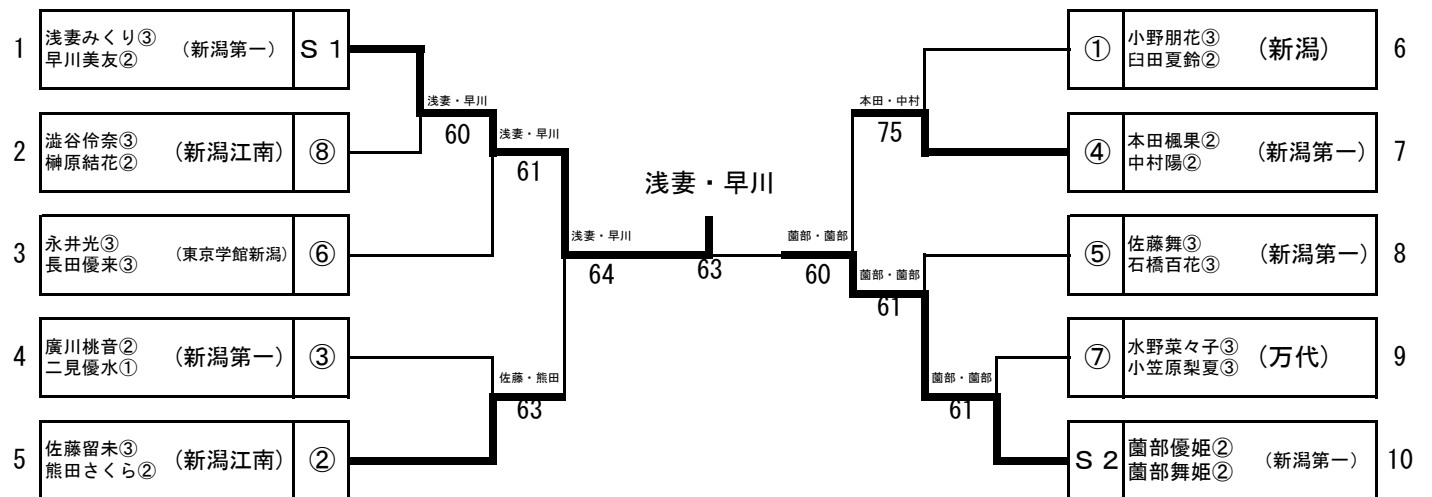 1
浅妻みくり③
早川美友②
(新潟第一)
S 1
2
澁谷伶奈③
榊原結花②
(新潟江南)
⑧
3
永井光③
長田優来③
(東京学館新潟)
⑥
4
廣川桃音②
二見優水①
(新潟第一)
③
5
佐藤留未③
熊田さくら②
(新潟江南)
②
浅妻・早川
60
浅妻・早川
61
佐藤・熊田
63
浅妻・早川
64
浅妻・早川
63
薗部・薗部
60
本田・中村
75
薗部・薗部
61
薗部・薗部
61
①
小野朋花③
臼田夏鈴②
(新潟)
6
④
本田楓果②
中村陽②
(新潟第一)
7
⑤
佐藤舞③
石橋百花③
(新潟第一)
8
⑦
水野菜々子③
小笠原梨夏③
(万代)
9
S 2
薗部優姫②
薗部舞姫②
(新潟第一)
10